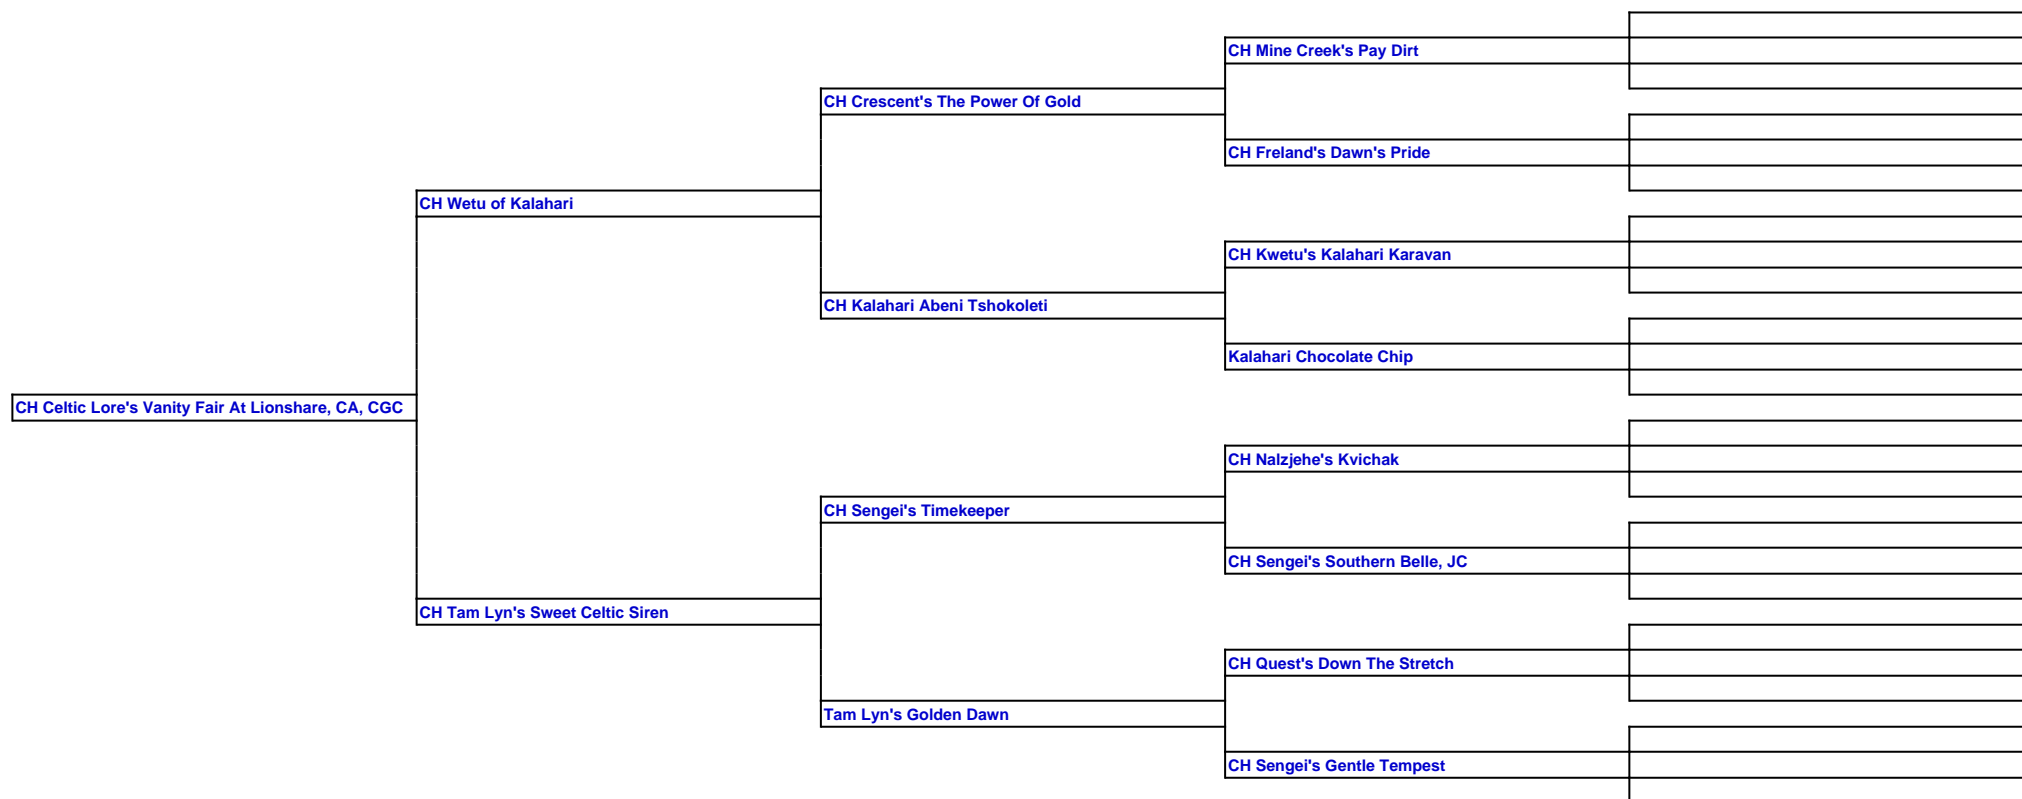 CH Mine Creek's Pay Dirt
CH Crescent's The Power Of Gold
CH Freland's Dawn's Pride
CH Wetu of Kalahari
CH Kwetu's Kalahari Karavan
CH Kalahari Abeni Tshokoleti
Kalahari Chocolate Chip
CH Celtic Lore's Vanity Fair At Lionshare, CA, CGC
CH Nalzjehe's Kvichak
CH Sengei's Timekeeper
CH Sengei's Southern Belle, JC
CH Tam Lyn's Sweet Celtic Siren
CH Quest's Down The Stretch
Tam Lyn's Golden Dawn
CH Sengei's Gentle Tempest